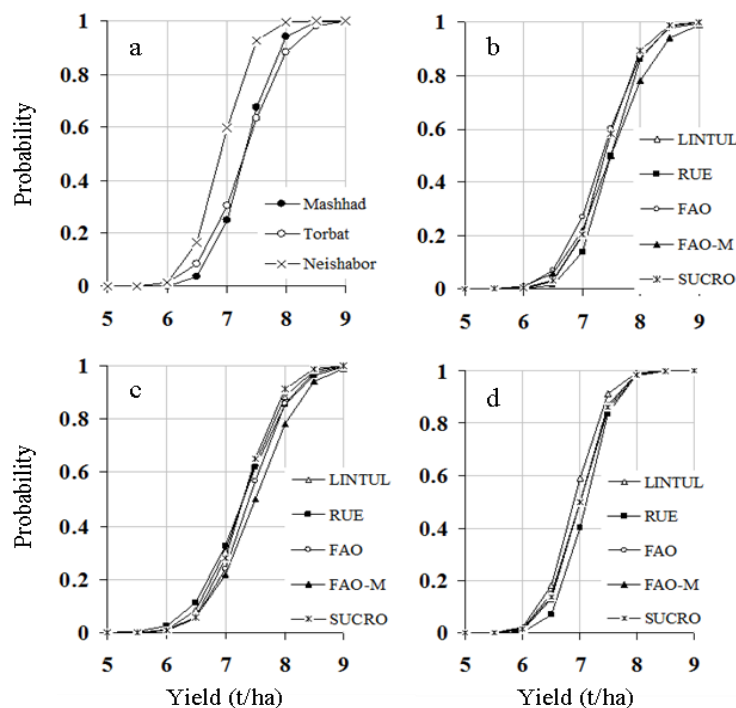 a
1
0.8
0.6
0.4
0.2
0
Probability
Mashhad
Torbat
Neishabor
5 6 7 8 9
b
1
0.8
0.6
0.4
0.2
0
LINTUL
RUE
FAO
FAO-M
SUCRO
5 6 7 8 9
c
1
0.8
0.6
0.4
0.2
0
Probability
LINTUL
RUE
FAO
FAO-M
SUCRO
5 6 7 8 9
Yield (t/ha)
d
1
0.8
0.6
0.4
0.2
0
LINTUL
RUE
FAO
FAO-M
SUCRO
5 6 7 8 9
Yield (t/ha)